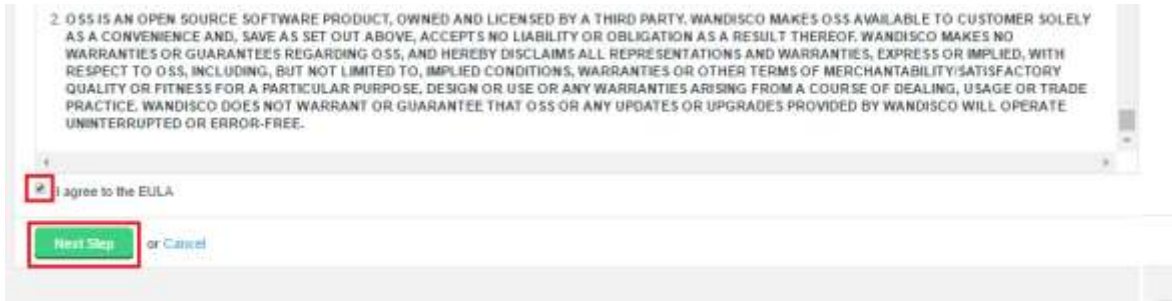 2. OSS IS AN OPEN SOURCE SOFTWARE PRODUCT, OWNED AND LICENSED BY A THIRD PARTY. WANDISCO MAKES OSS AVAILABLE TO CUSTOMER SOLELY
AS A CONVENIENCE AND, SAVE AS SET OUT ABOVE, ACCEPTS NO LIABILITY OR OBLIGATION AS A RESULT THEREOF. WANDISCO MAKES NO
WARRANTIES OR GUARANTEES REGARDING OSS, AND HEREBY DISCLAIMS ALL REPRESENTATIONS AND WARRANTIES, EXPRESS OR IMPLIED, WITH
RESPECT TO OSS, INCLUDING, BUT NOT LIMITED TO, IMPLIED CONDITIONS, WARRANTIES OR OTHER TERMS OF MERCHANTABILITY/SATISFACTORY
QUALITY OR FITNESS FOR A PARTICULAR PURPOSE, DESIGN OR USE OR ANY WARRANTIES ARISING FROM A COURSE OF DEALING, USAGE OR TRADE
PRACTICE. WANDISCO DOES NOT WARRANT OR GUARANTEE THAT OSS OR ANY UPDATES OR UPGRADES PROVIDED BY WANDISCO WILL OPERATE
UNINTERRUPTED OR ERROR-FREE.
I agree to the EULA
Next Step or Cancel